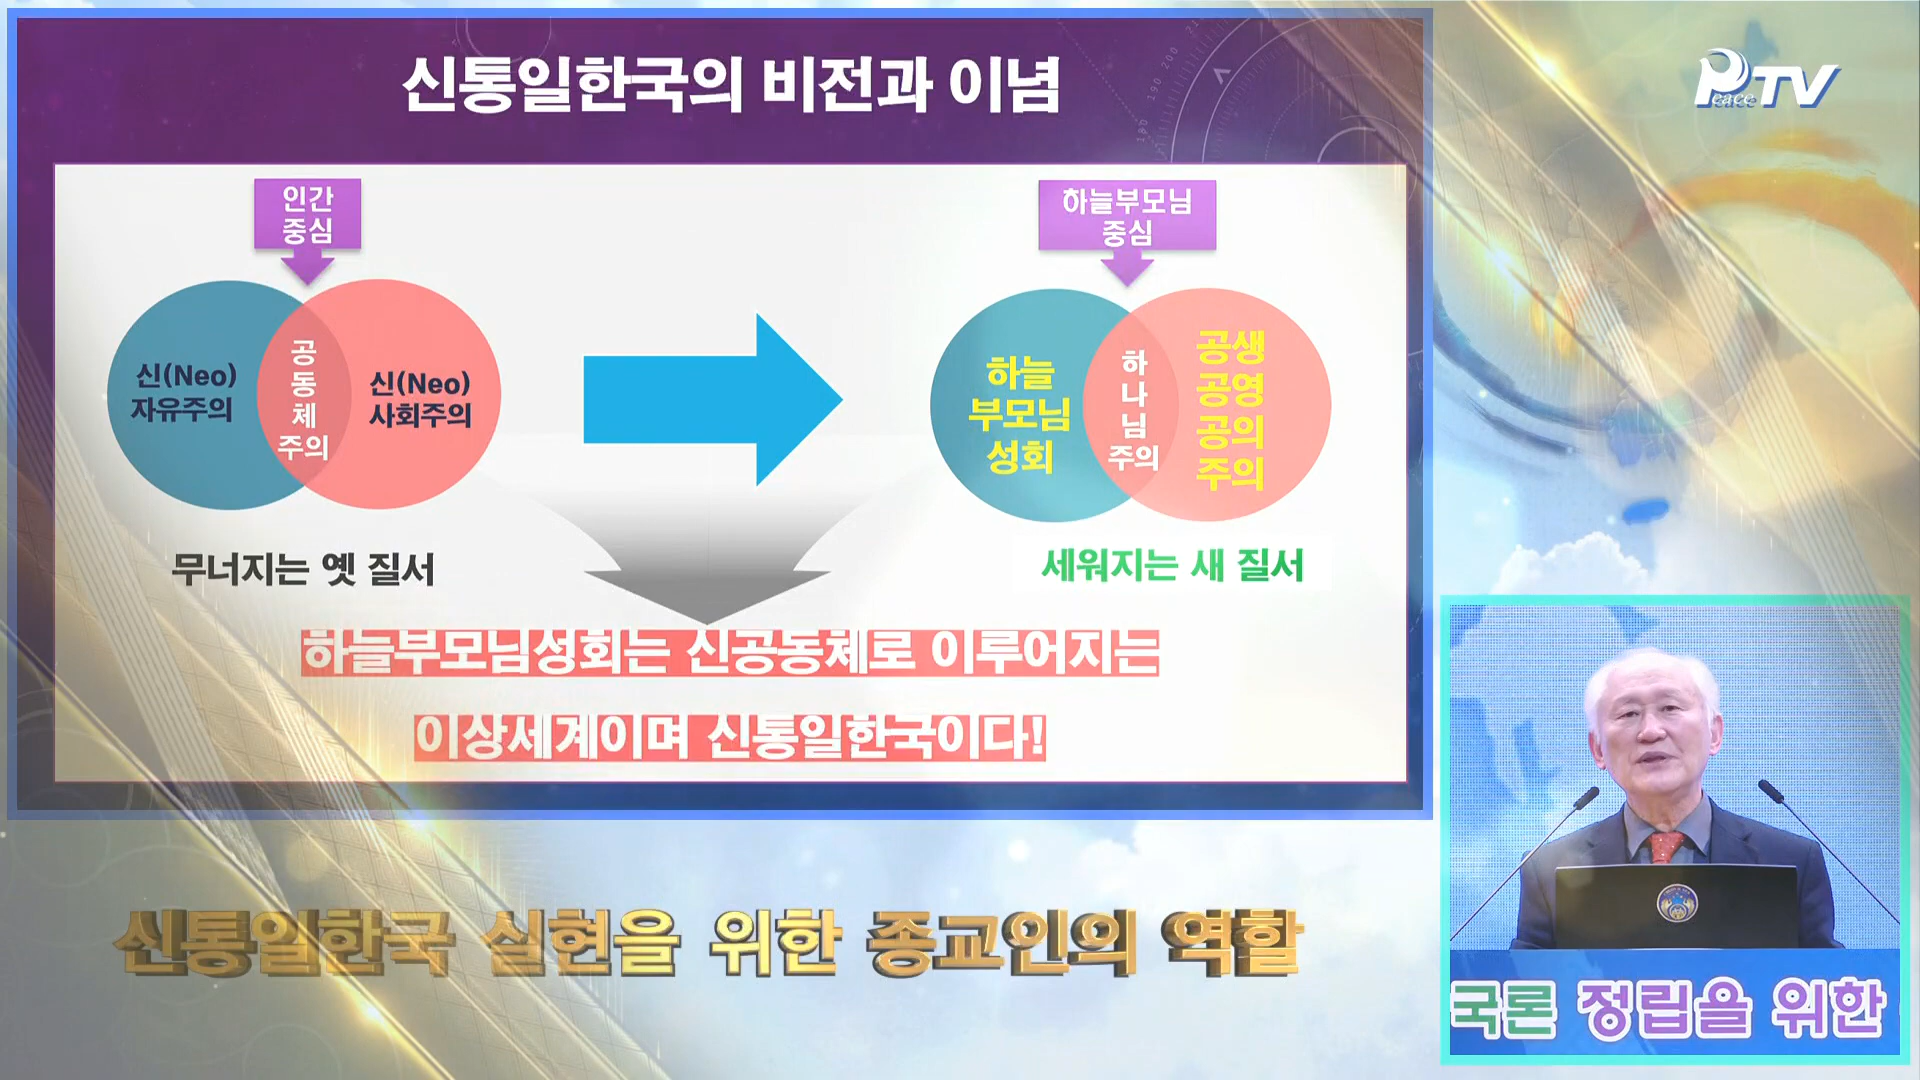 신통일한국의 비전과 이념
Peace TV
인간
중심
하늘부모님
중심
신(Neo)
자유주의
공
동
체
주의
신(Neo)
사회주의
하늘
부모님
성회
하
나
님
주의
공생
공영
공의
주의
무너지는 옛 질서
세워지는 새 질서
하늘부모님성회는 신공동체로 이루어지는
이상세계이며 신통일한국이다!
신통일한국 실현을 위한 종교인의 역할
국론 정립을 위한